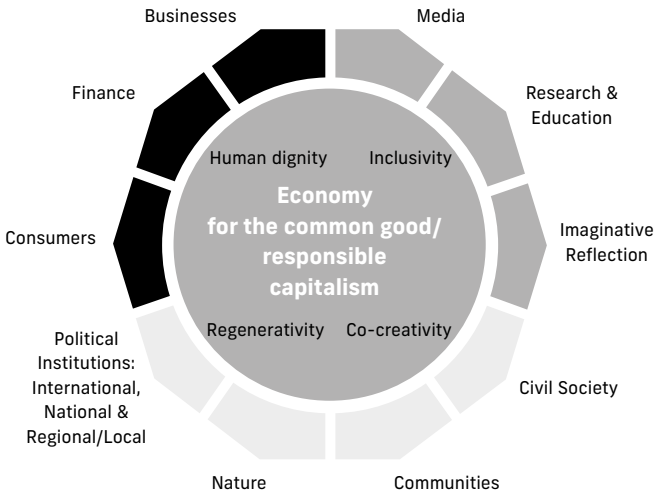 Businesses
Media
Finance
Research &
Education
Human dignity
Inclusivity
Economy
for the common good/
responsible
capitalism
Consumers
Imaginative
Reflection
Regenerativity
Co-creativity
Political
Institutions:
International,
National &
Regional/Local
Civil Society
Nature
Communities